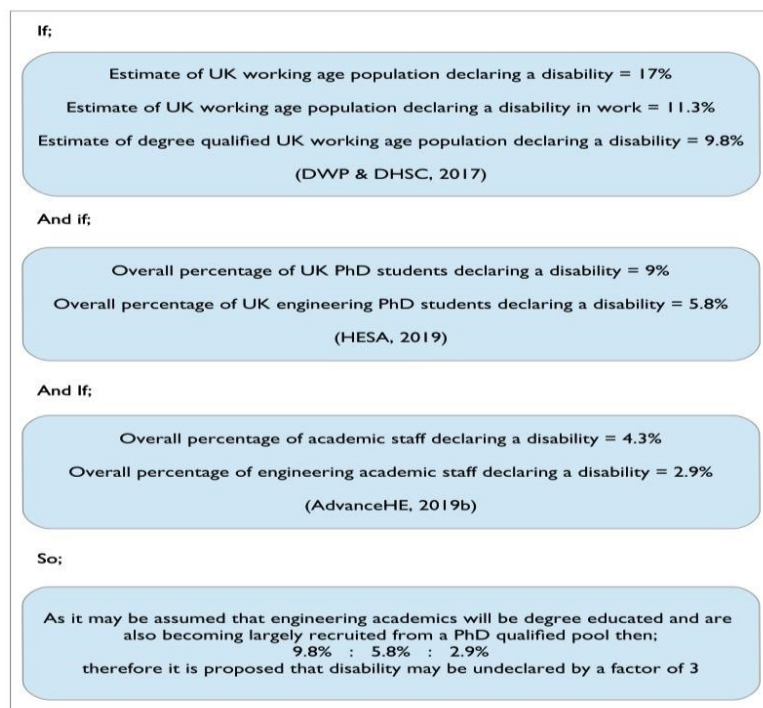 If;
Estimate of UK working age population declaring a disability = 17%
Estimate of UK working age population declaring a disability in work = 11.3%
Estimate of degree qualified UK working age population declaring a disability = 9.8%
(DWP & DHSC, 2017)
And if;
Overall percentage of UK PhD students declaring a disability = 9%
Overall percentage of UK engineering PhD students declaring a disability = 5.8%
(HESA, 2019)
And If;
Overall percentage of academic staff declaring a disability = 4.3%
Overall percentage of engineering academic staff declaring a disability = 2.9%
(AdvanceHE, 2019b)
So;
As it may be assumed that engineering academics will be degree educated and are
also becoming largely recruited from a PhD qualified pool then;
9.8% : 5.8% : 2.9%
therefore it is proposed that disability may be undeclared by a factor of 3